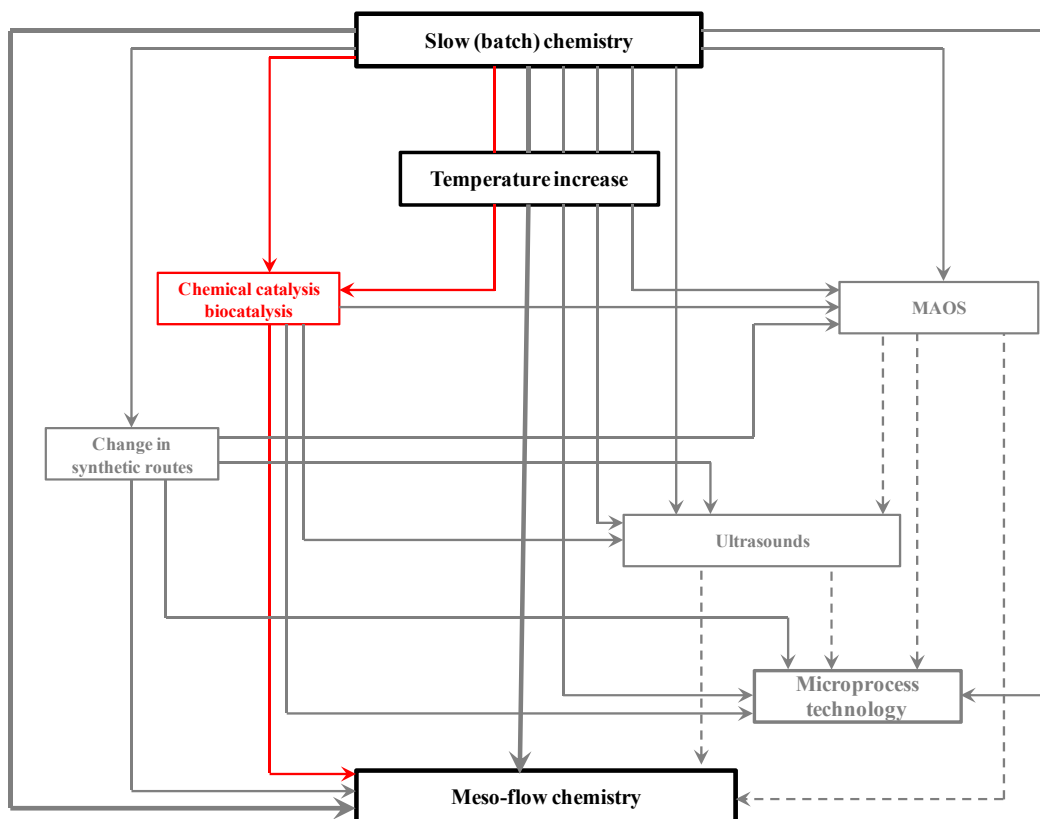 Slow (batch) chemistry
Temperature increase
Chemical catalysis
biocatalysis
MAOS
Change in
synthetic routes
Ultrasounds
Microprocess
technology
Meso-flow chemistry